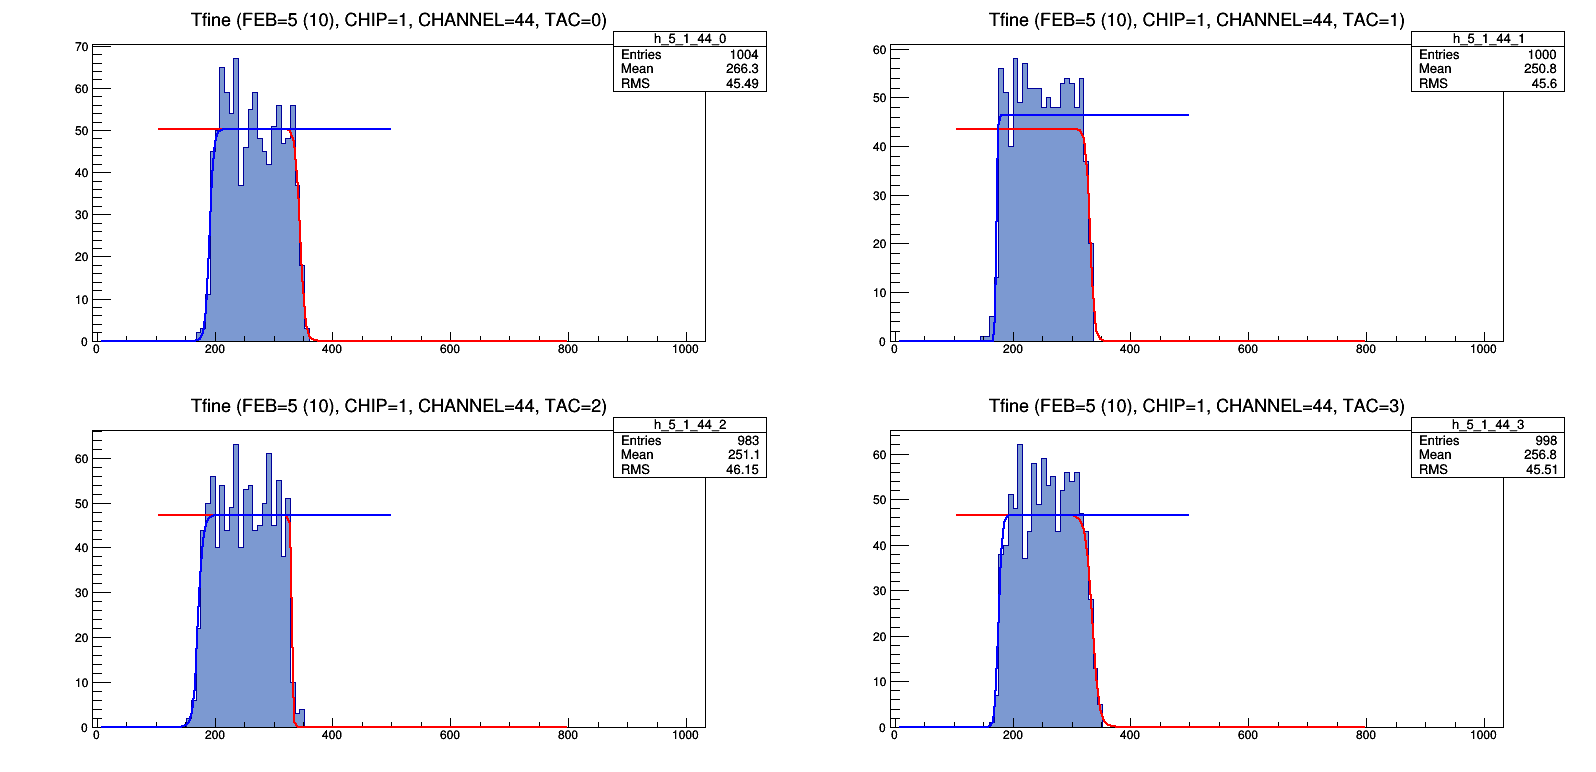 Tfine (FEB=5 (10), CHIP=1, CHANNEL=44, TAC=0)
h_5_1_44_0
Entries 1004
Mean 266.3
RMS 45.49
70
60
50
40
30
20
10
0
0 200 400 600 800 1000
Tfine (FEB=5 (10), CHIP=1, CHANNEL=44, TAC=1)
h_5_1_44_1
Entries 1000
Mean 250.8
RMS 45.6
60
50
40
30
20
10
0
0 200 400 600 800 1000
Tfine (FEB=5 (10), CHIP=1, CHANNEL=44, TAC=2)
h_5_1_44_2
Entries 983
Mean 251.1
RMS 46.15
60
50
40
30
20
10
0
0 200 400 600 800 1000
Tfine (FEB=5 (10), CHIP=1, CHANNEL=44, TAC=3)
h_5_1_44_3
Entries 998
Mean 256.8
RMS 45.51
60
50
40
30
20
10
0
0 200 400 600 800 1000